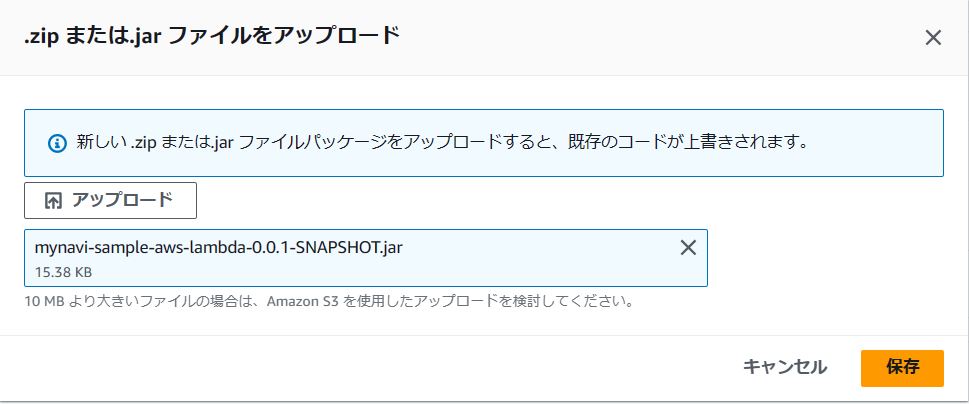 .zip または.jar ファイルをアップロード
新しい .zip または.jar ファイルパッケージをアップロードすると、既存のコードが上書きされます。
アップロード
mynavi-sample-aws-lambda-0.0.1-SNAPSHOT.jar
15.38 KB
10 MB より大きいファイルの場合は、Amazon S3 を使用したアップロードを検討してください。
キャンセル
保存